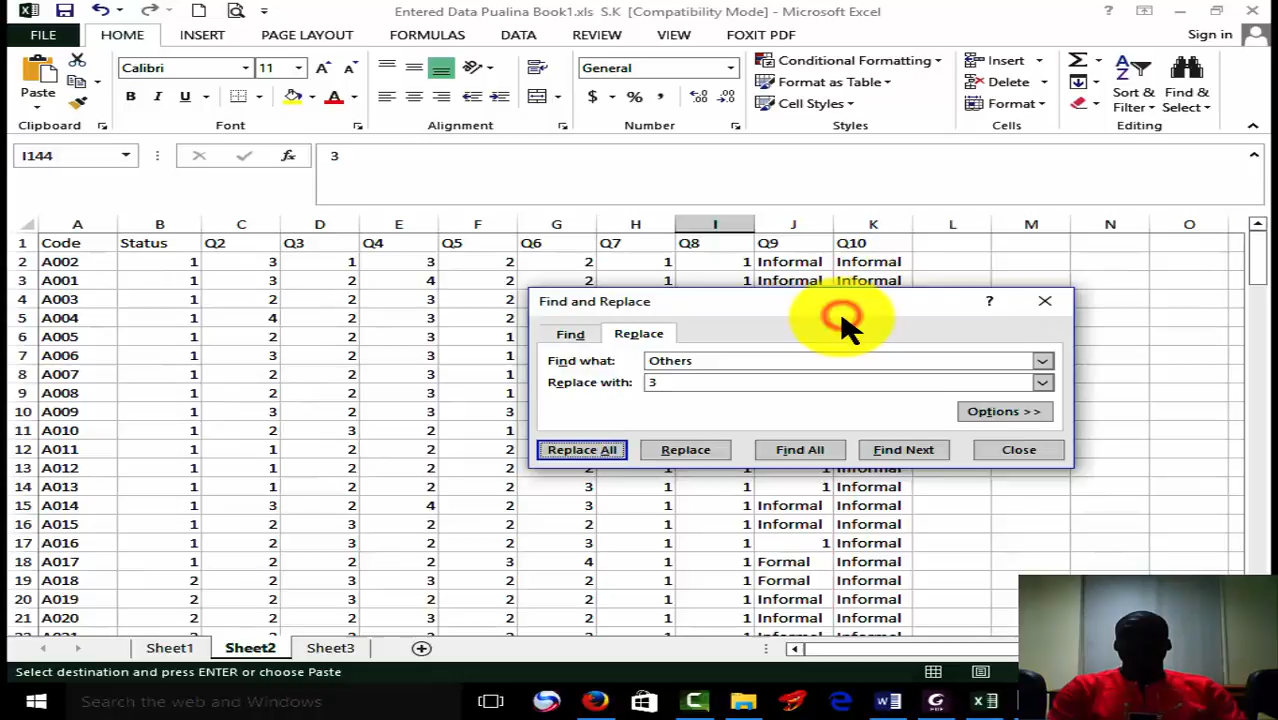 Entered Data Pualina Book1.xls  S.K  [Compatibility Mode] - Microsoft Excel
FILE HOME INSERT PAGE LAYOUT FORMULAS DATA REVIEW VIEW FOXIT PDF Sign in
Calibri 11 General Conditional Formatting Insert
Paste Format as Table Delete Sort & Find &
B I U $ % , Cell Styles Format Filter Select
Clipboard Font Alignment Number Styles Cells Editing
I144 fx 3
A B C D E F G H I J K L M N O
1 Code Status Q2 Q3 Q4 Q5 Q6 Q7 Q8 Q9 Q10
2 A002 1 3 1 3 2 2 1 1 Informal Informal
3 A001 1 3 2 4 2 2 1 1 Informal Informal
4 A003 1 2 2 3 2
5 A004 1 4 2 3 2
6 A005 1 2 2 3 1
7 A006 1 2 2 3 1
8 A007 1 2 2 3 1
9 A008 1 2 2 3 1
10 A009 1 2 3 3 3
11 A010 1 2 3 2 1
12 A011 1 1 2 2 2
13 A012 1 1 2 2 2 Informal
14 A013 1 1 2 2 2 3 1 1 1 Informal
15 A014 1 3 2 4 2 3 1 1 Informal Informal
16 A015 1 2 3 2 2 2 1 1 Informal Informal
17 A016 1 2 3 2 2 3 1 1 1 Informal
18 A017 1 2 2 2 3 4 1 1 Formal Informal
19 A018 2 2 3 3 2 2 1 1 Formal Informal
20 A019 2 2 3 2 2 2 1 1 Informal Informal
21 A020 2 2 2 3 2 2 1 1 Informal Informal
Find and Replace ?
Find Replace
Find what: Others
Replace with: 3
Options >>
Replace All Replace Find All Find Next Close
Sheet1 Sheet2 Sheet3
Select destination and press ENTER or choose Paste
Search the web and Windows